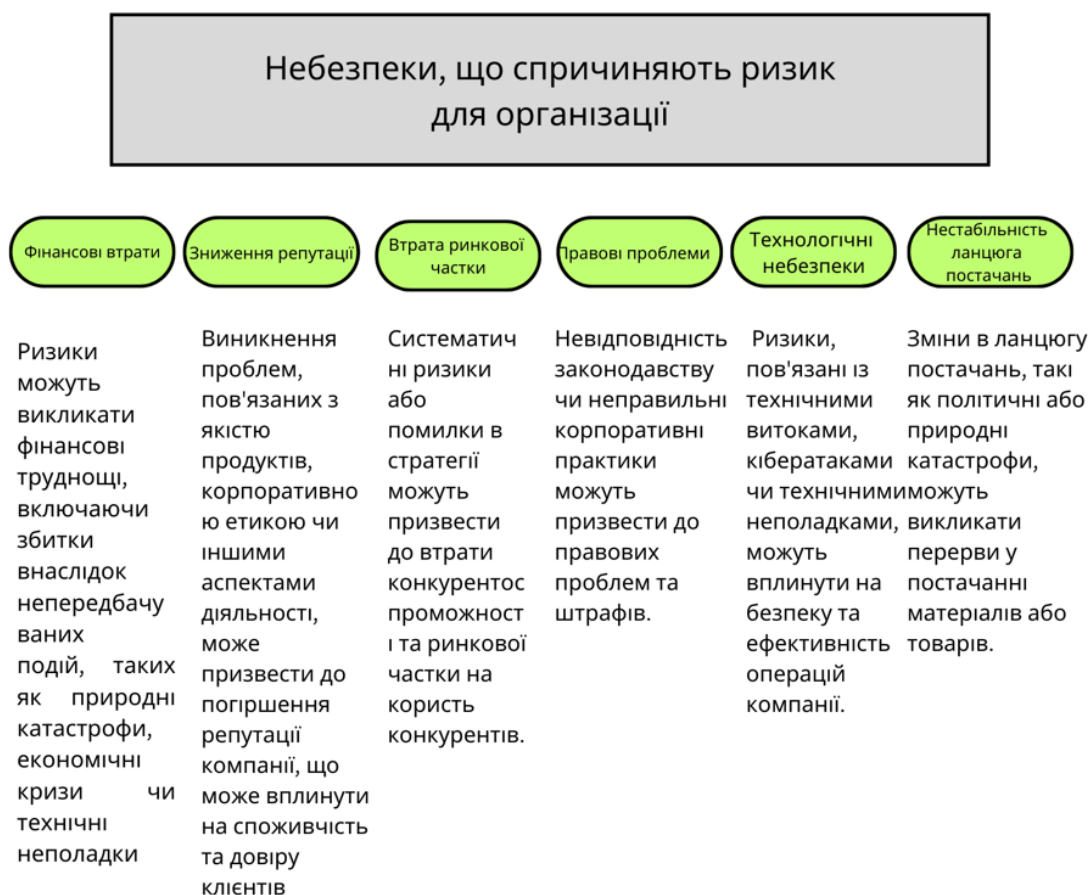 Небезпеки, що спричиняють ризик
для організації
Фінансові втрати
Зниження репутації
Втрата ринкової
частки
Правові проблеми
Технологічні
небезпеки
Нестабільність
ланцюга
постачань
Ризики
можуть
викликати
фінансові
труднощі,
включаючи
збитки
внаслідок
непередбачу
ваних
подій, таких
як природні
катастрофи,
економічні
кризи чи
технічні
неполадки
Виникнення
проблем,
пов'язаних з
якістю
продуктів,
корпоративно
ю етикою чи
іншими
аспектами
діяльності,
може
призвести до
погіршення
репутації
компанії, що
може вплинути
на споживчість
та довіру
клієнтів
Систематич
ні ризики
або
помилки в
стратегії
можуть
призвести
до втрати
конкурентос
проможност
і та ринкової
частки на
користь
конкурентів.
Невідповідність
законодавству
чи неправильні
корпоративні
практики
можуть
призвести до
правових
проблем та
штрафів.
Ризики,
пов'язані із
технічними
витоками,
кібератаками
чи технічними
неполадками,
можуть
вплинути на
безпеку та
ефективність
операцій
компанії.
Зміни в ланцюгу
постачань, такі
як політичні або
природні
катастрофи,
можуть
викликати
перерви у
постачанні
матеріалів або
товарів.